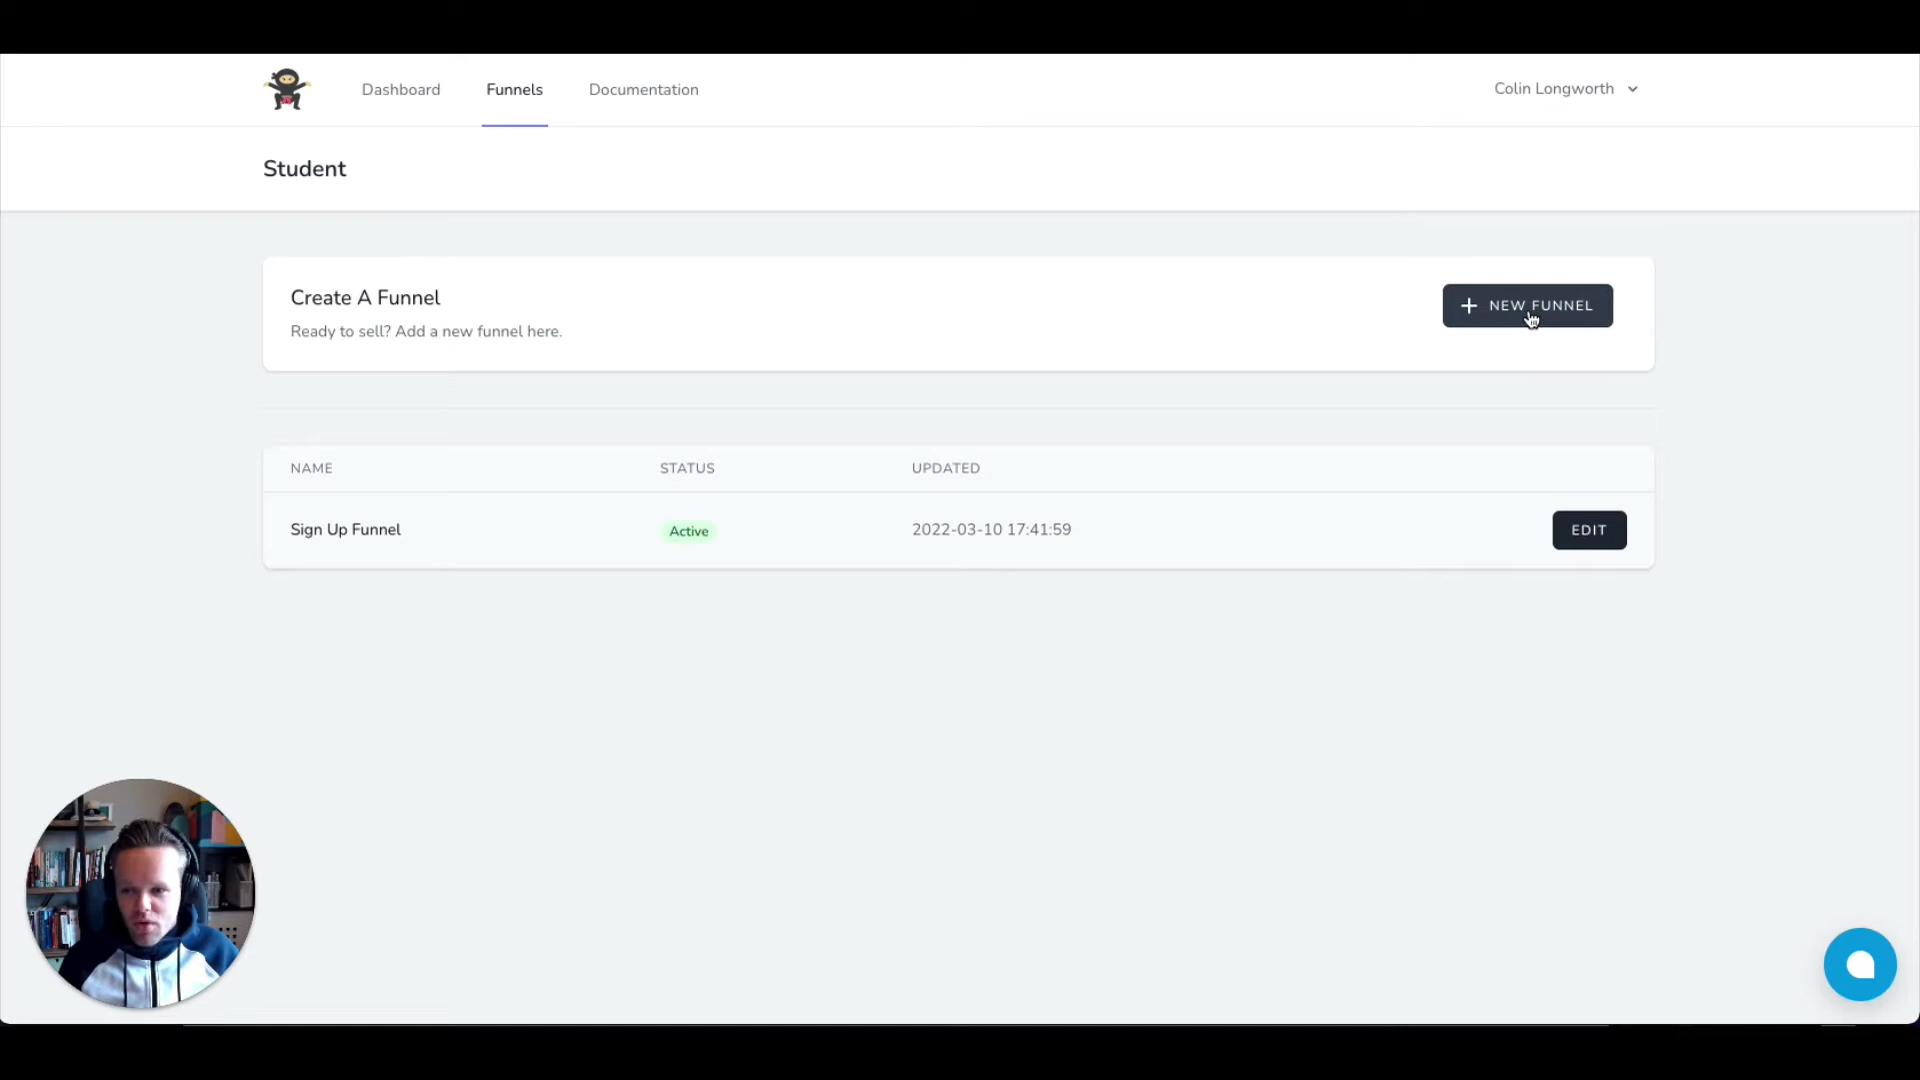 Dashboard
Funnels
Documentation
Colin Longworth
Student
Create A Funnel
Ready to sell? Add a new funnel here.
NEW FUNNEL
NAME STATUS UPDATED
Sign Up Funnel Active 2022-03-10 17:41:59 EDIT